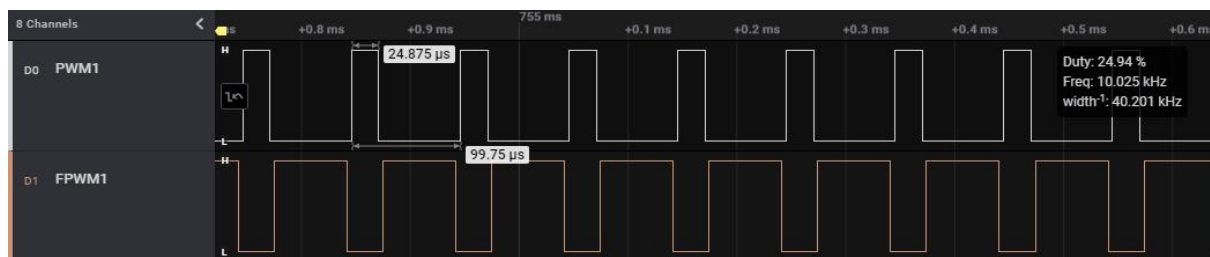 8 Channels
755 ms
+0.8 ms +0.9 ms +0.1 ms +0.2 ms +0.3 ms +0.4 ms +0.5 ms +0.6 m
D0 PWM1
H
24.875 µs
Duty: 24.94 %
Freq: 10.025 kHz
width⁻¹: 40.201 kHz
L
99.75 µs
D1 FPWM1
H
L